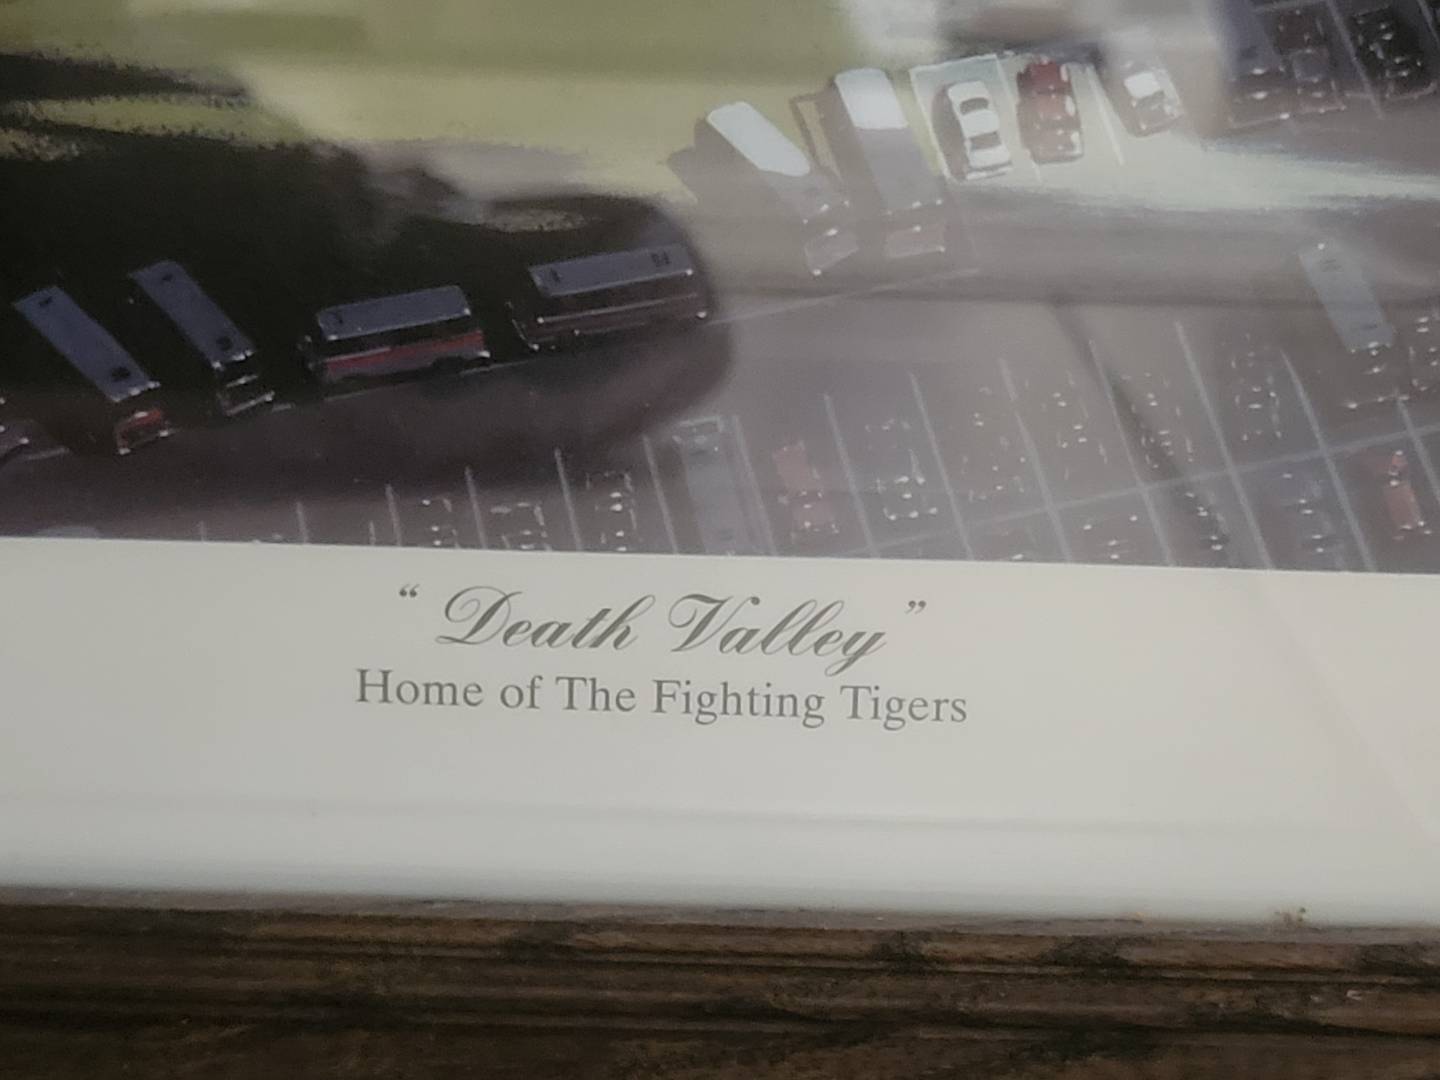 “ Death Valley ”
Home of The Fighting Tigers